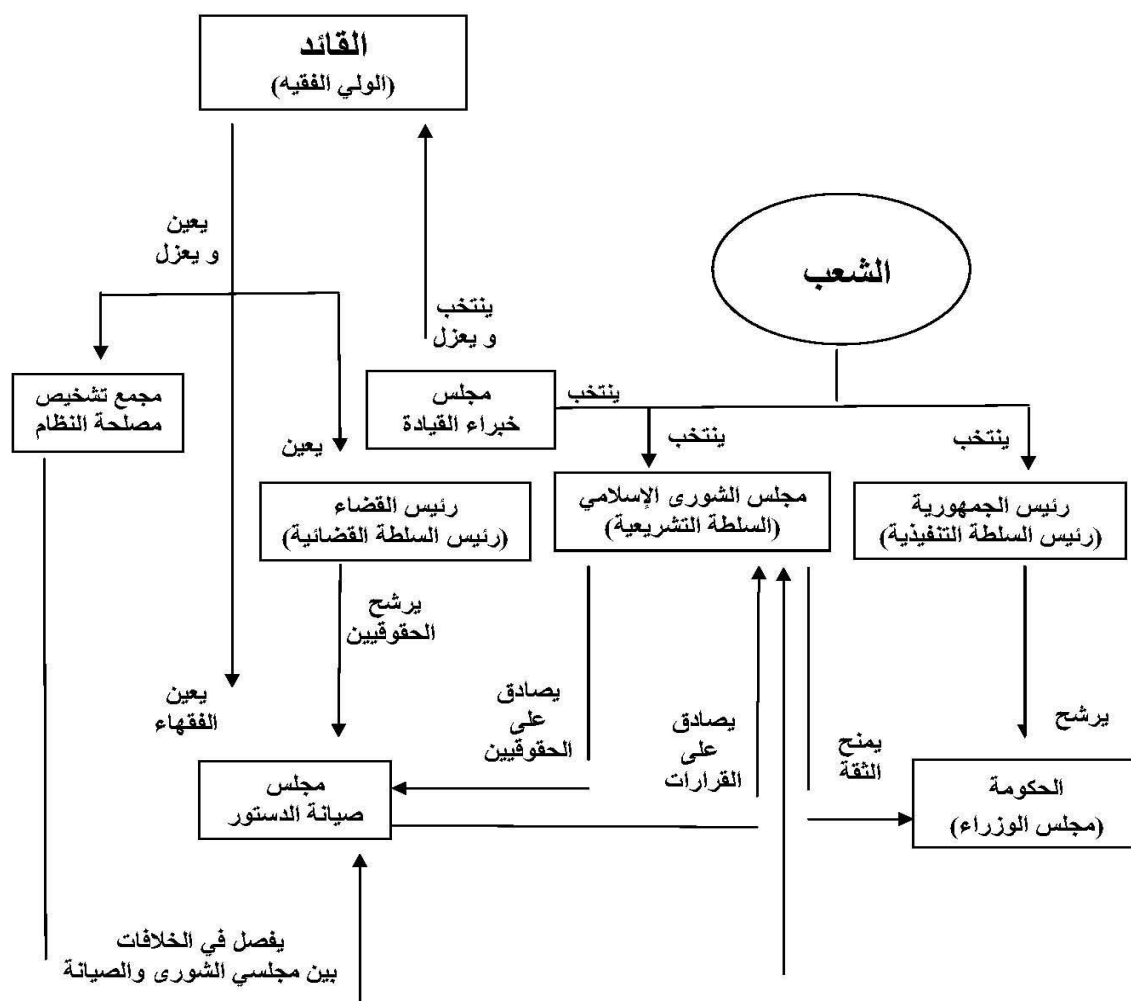 القائد
(الولي الفقيه)
الشعب
يعين
و يعزل
ينتخب
و يعزل
مجمع تشخيص
مصلحة النظام
مجلس
خبراء القيادة
ينتخب
ينتخب
ينتخب
يعين
رئيس الجمهورية
(رئيس السلطة التنفيذية)
مجلس الشورى الإسلامي
(السلطة التشريعية)
رئيس القضاء
(رئيس السلطة القضائية)
يرشح
الحقوقيين
يعين
الفقهاء
يصادق
على
الحقوقيين
يصادق
على
القرارات
يمنح
الثقة
يرشح
الحكومة
(مجلس الوزراء)
مجلس
صيانة الدستور
يفصل في الخلافات
بين مجلسي الشورى والصيانة